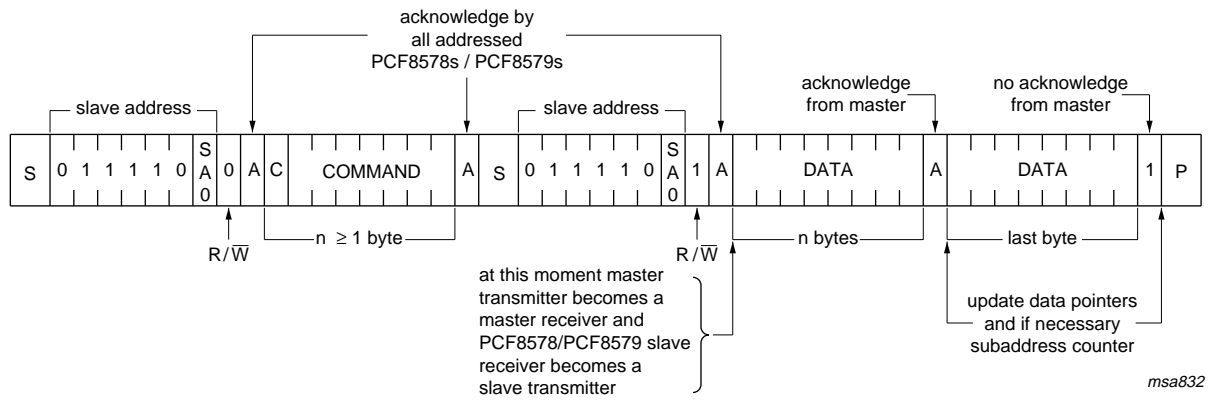 acknowledge by
all addressed
PCF8578s / PCF8579s
acknowledge
from master
no acknowledge
from master
slave address
slave address
S 0 1 1 1 1 0 SA0 0 A C COMMAND A S 0 1 1 1 1 0 SA0 1 A DATA A DATA 1 P
R/W̅
n ≥ 1 byte
R/W̅
n bytes
last byte
at this moment master
transmitter becomes a
master receiver and
PCF8578/PCF8579 slave
receiver becomes a
slave transmitter
update data pointers
and if necessary
subaddress counter
msa832